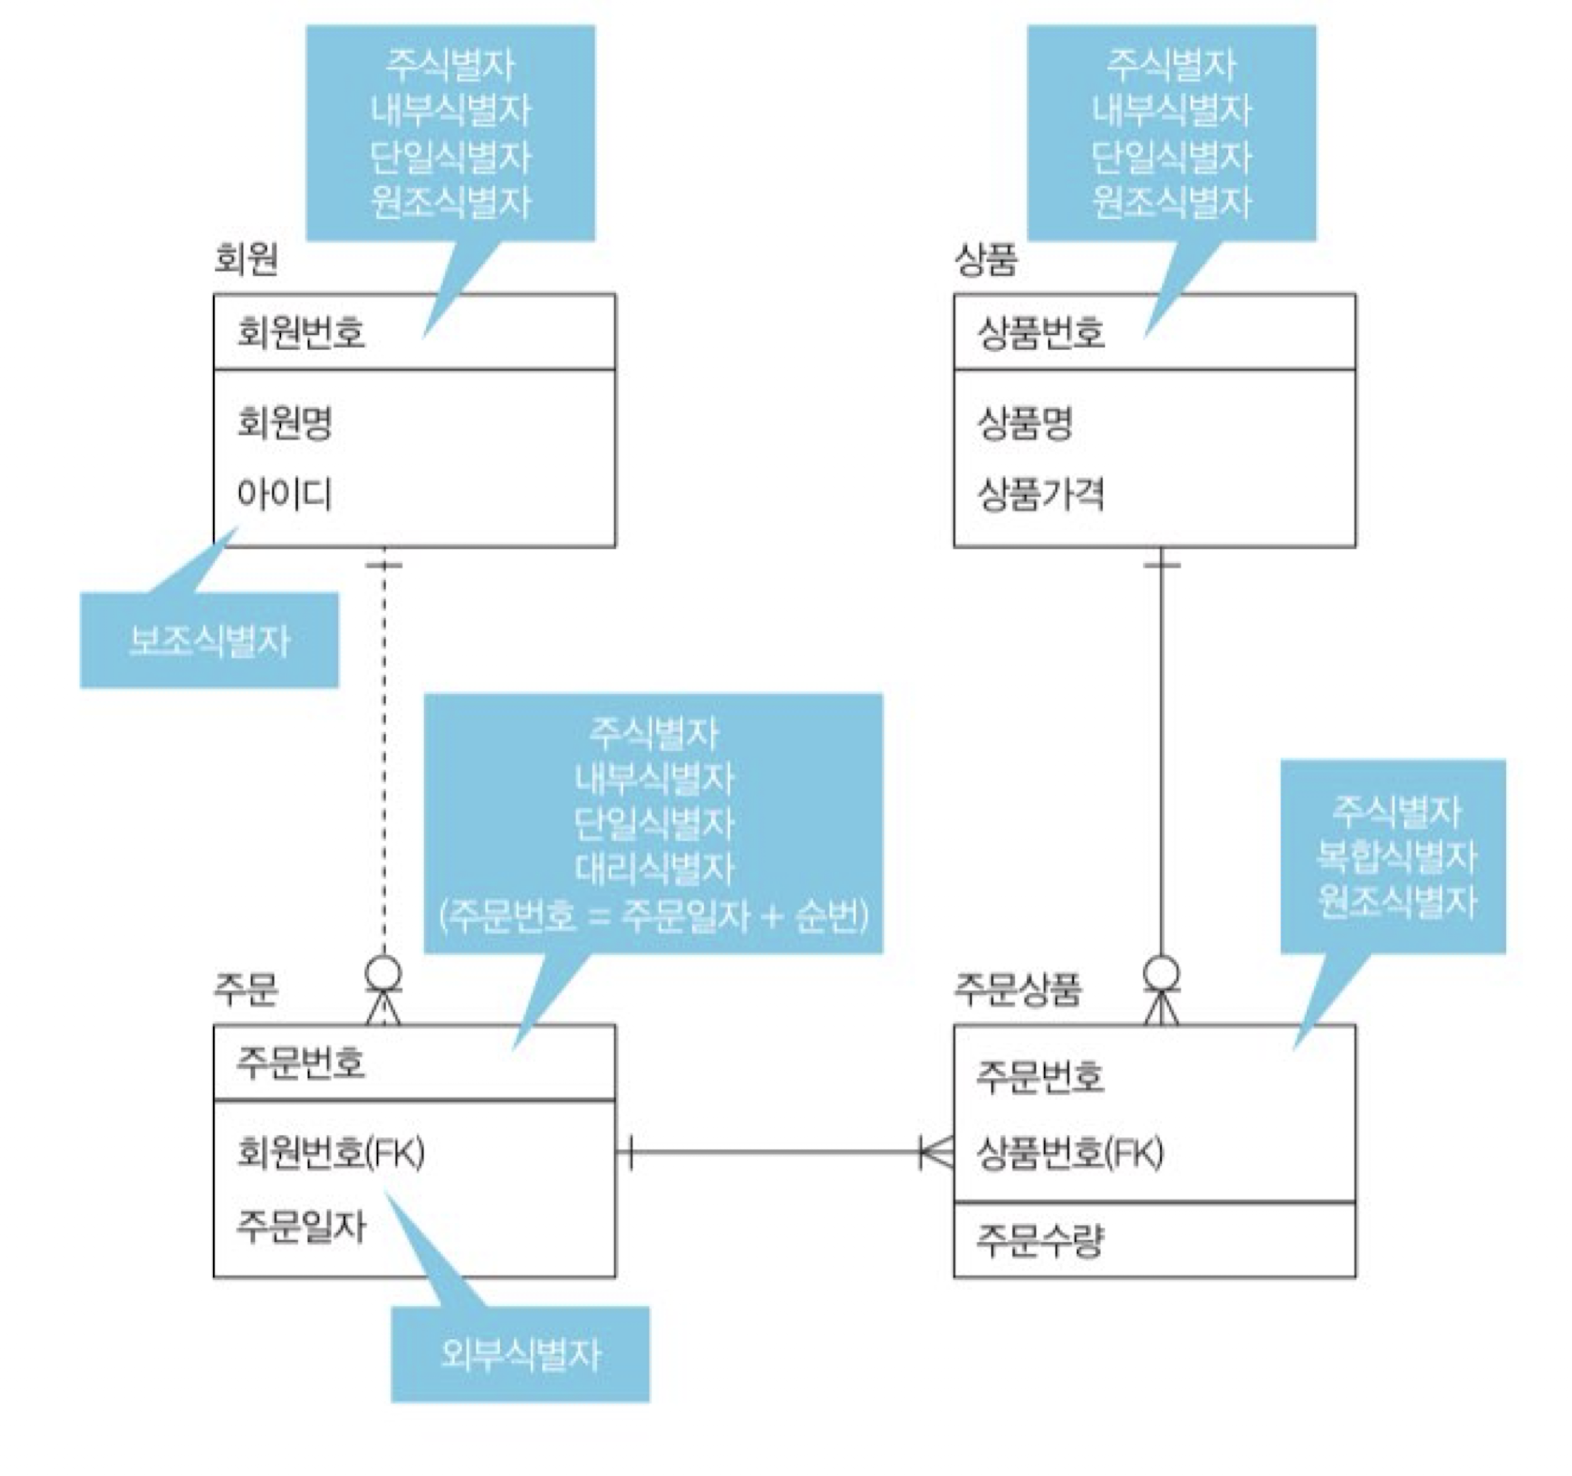 주식별자
내부식별자
단일식별자
원조식별자
회원
회원번호
회원명
아이디
보조식별자
주식별자
내부식별자
단일식별자
원조식별자
상품
상품번호
상품명
상품가격
주식별자
내부식별자
단일식별자
대리식별자
(주문번호 = 주문일자 + 순번)
주문
주문번호
회원번호(FK)
주문일자
외부식별자
주식별자
복합식별자
원조식별자
주문상품
주문번호
상품번호(FK)
주문수량